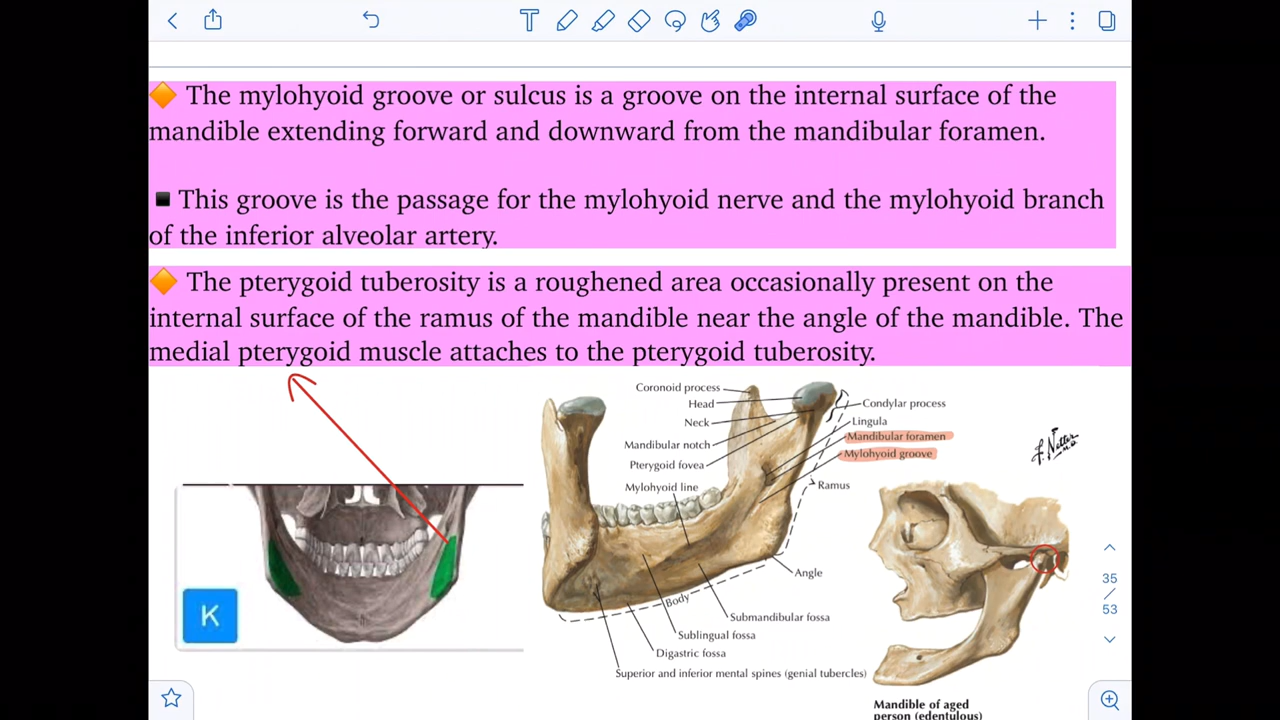 🔶 The mylohyoid groove or sulcus is a groove on the internal surface of the
mandible extending forward and downward from the mandibular foramen.
▪️This groove is the passage for the mylohyoid nerve and the mylohyoid branch
of the inferior alveolar artery.
🔶 The pterygoid tuberosity is a roughened area occasionally present on the
internal surface of the ramus of the mandible near the angle of the mandible. The
medial pterygoid muscle attaches to the pterygoid tuberosity.
Coronoid process
Head
Neck
Mandibular notch
Pterygoid fovea
Mylohyoid line
Condylar process
Lingula
Mandibular foramen
Mylohyoid groove
Ramus
Angle
Body
Submandibular fossa
Sublingual fossa
Digastric fossa
Superior and inferior mental spines (genial tubercles)
K
Mandible of aged
person (edentulous)
35
/
53
T